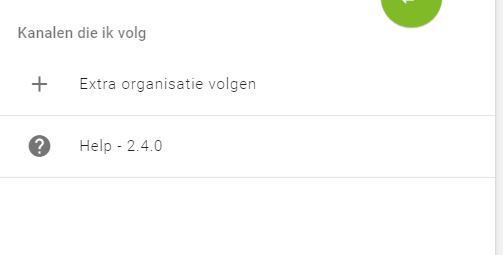 Kanalen die ik volg
Extra organisatie volgen
Help - 2.4.0